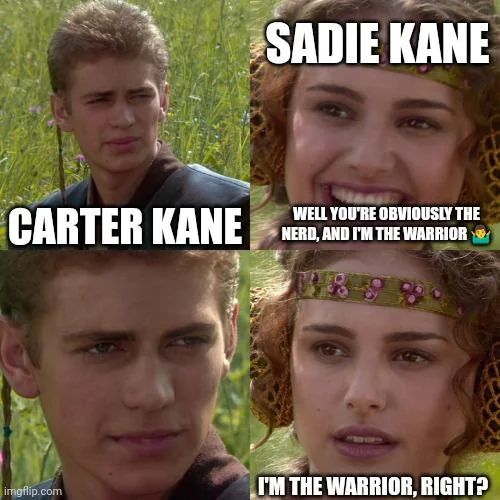 SADIE KANE
CARTER KANE
WELL YOU'RE OBVIOUSLY THE
NERD, AND I'M THE WARRIOR 🤷‍♂️
I'M THE WARRIOR, RIGHT?
imgflip.com